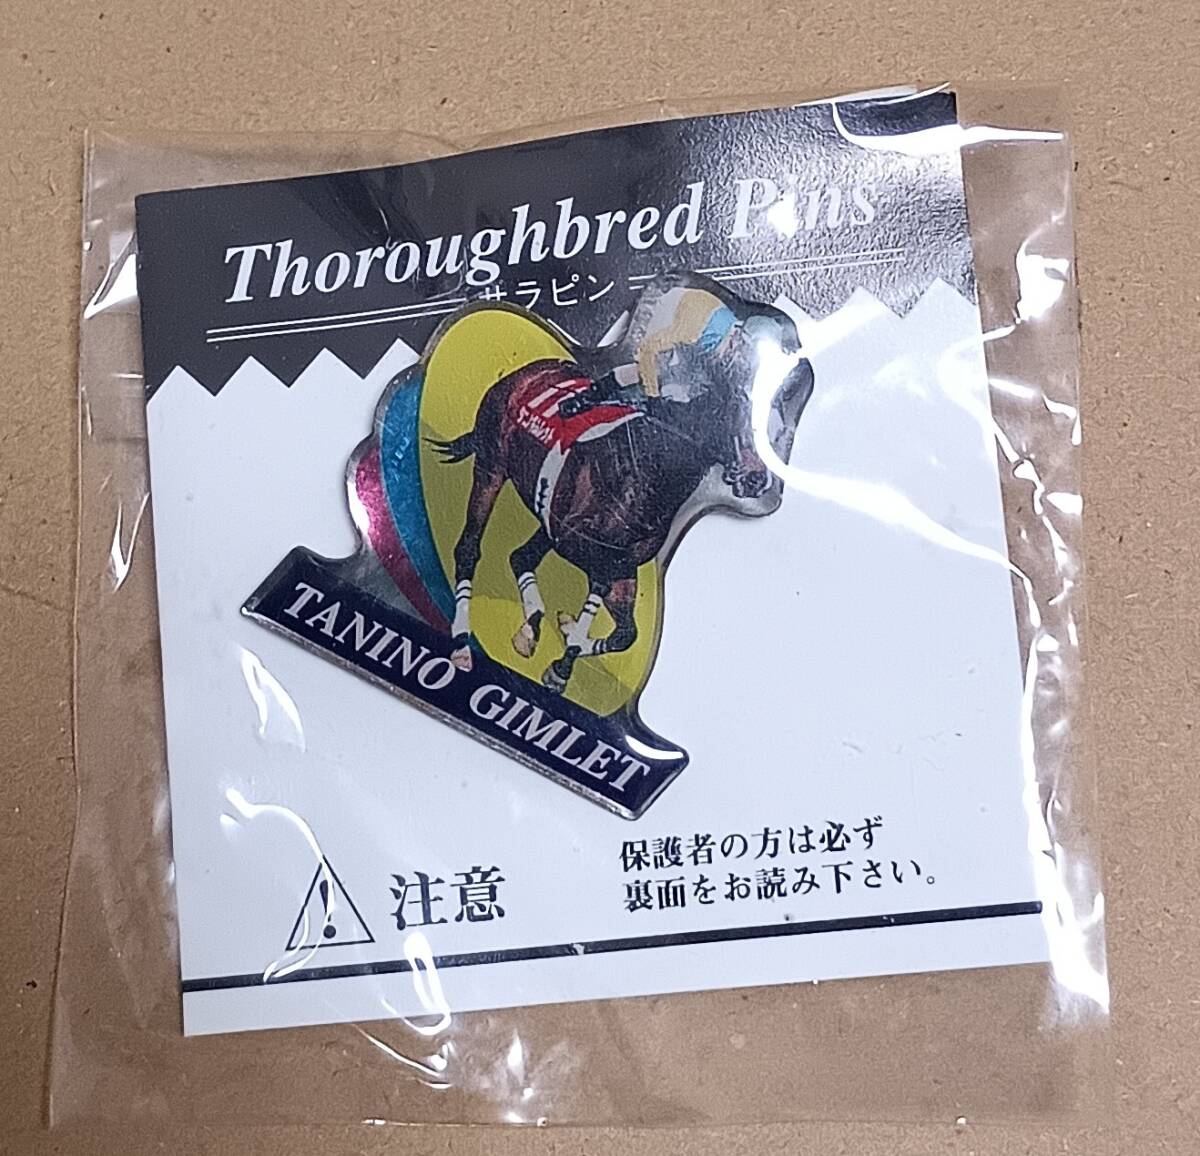 Thoroughbred Pins
サラピン
TANINO GIMLET
注意
保護者の方は必ず
裏面をお読み下さい。